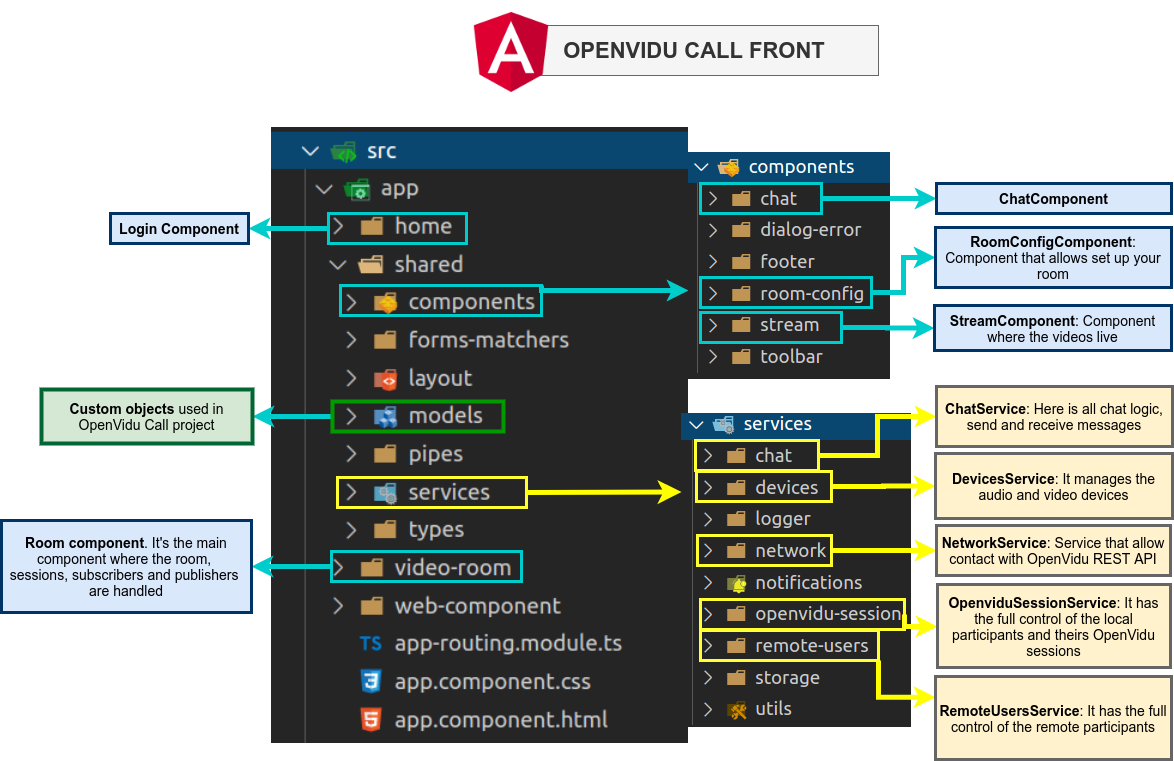 OPENVIDU CALL FRONT
src
app
home
shared
components
forms-matchers
layout
models
pipes
services
types
video-room
web-component
TS app-routing.module.ts
app.component.css
app.component.html
Login Component
Custom objects used in
OpenVidu Call project
Room component. It's the main
component where the room,
sessions, subscribers and publishers
are handled
components
chat
dialog-error
footer
room-config
stream
toolbar
ChatComponent
RoomConfigComponent:
Component that allows set up your
room
StreamComponent: Component
where the videos live
services
chat
devices
logger
network
notifications
openvidu-session
remote-users
storage
utils
ChatService: Here is all chat logic,
send and receive messages
DevicesService: It manages the
audio and video devices
NetworkService: Service that allow
contact with OpenVidu REST API
OpenviduSessionService: It has
the full control of the local
participants and theirs OpenVidu
sessions
RemoteUsersService: It has the full
control of the remote participants